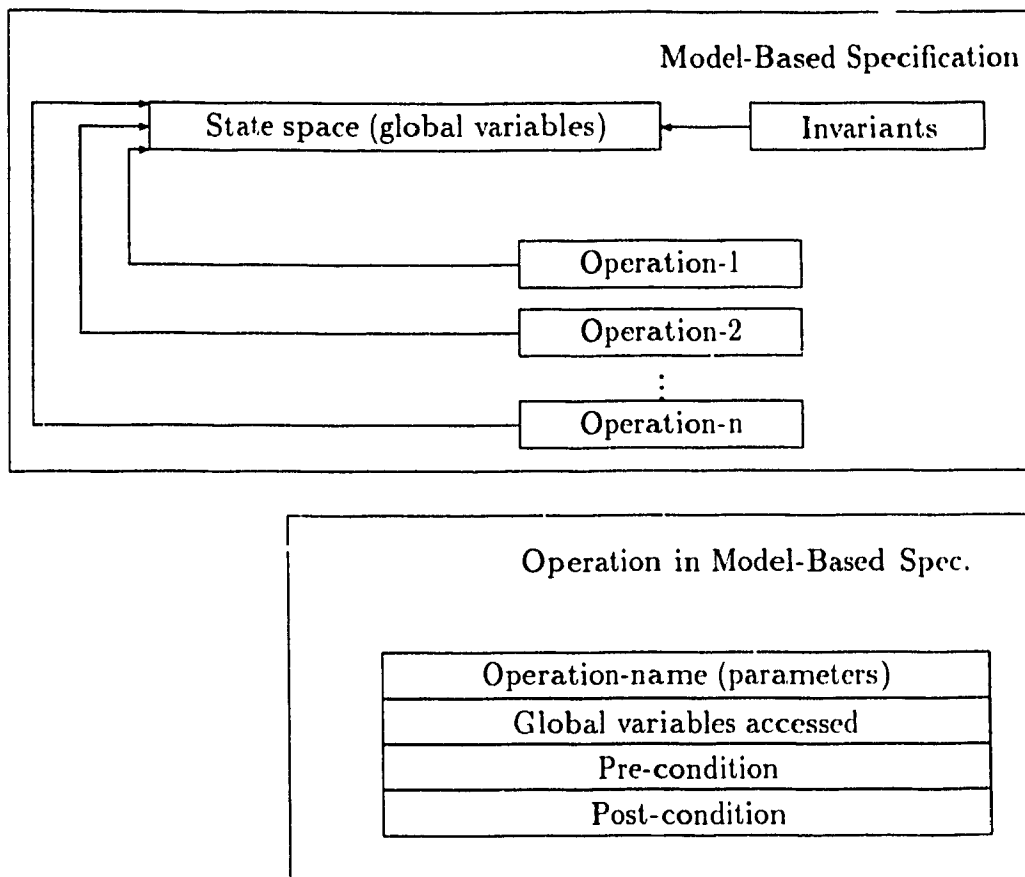 Model-Based Specification
State space (global variables)
Invariants
Operation-1
Operation-2
⋮
Operation-n
Operation in Model-Based Spec.
Operation-name (parameters)
Global variables accessed
Pre-condition
Post-condition